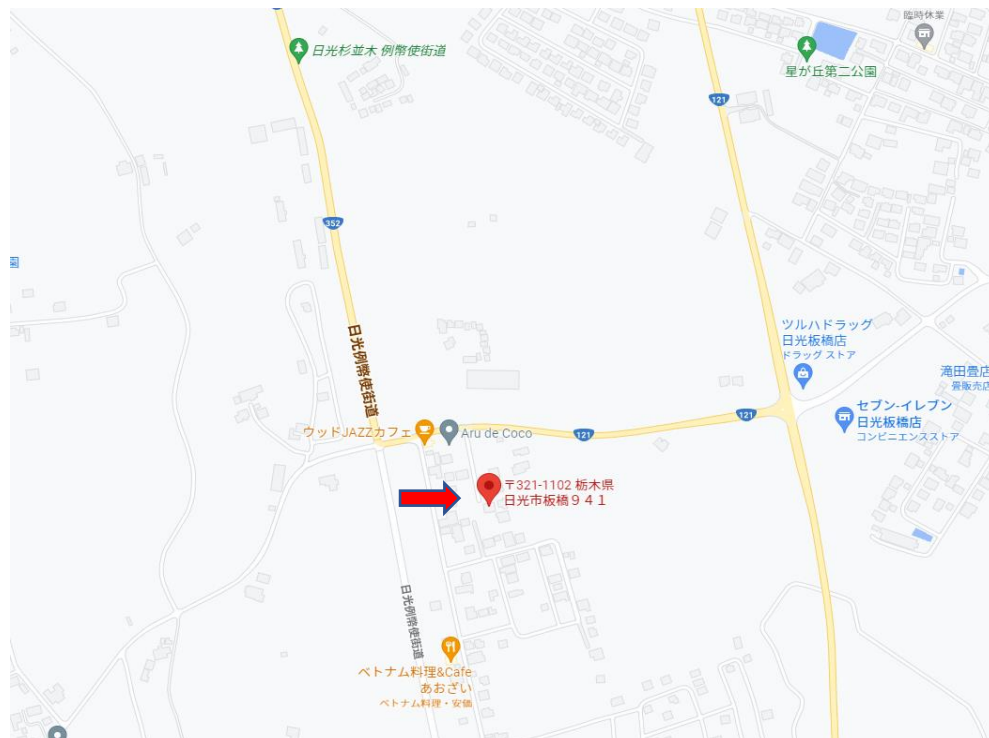 臨時休業
日光杉並木 例幣使街道
星が丘第二公園
121
352
園
日光例幣使街道
ツルハドラッグ
日光板橋店
ドラッグ ストア
滝田畳店
畳販売店
セブン-イレブン
日光板橋店
コンビニエンスストア
121
ウッドJAZZカフェ
Aru de Coco
121
〒321-1102 栃木県
日光市板橋９４１
日光例幣使街道
ベトナム料理&Cafe
あおざい
ベトナム料理・安価